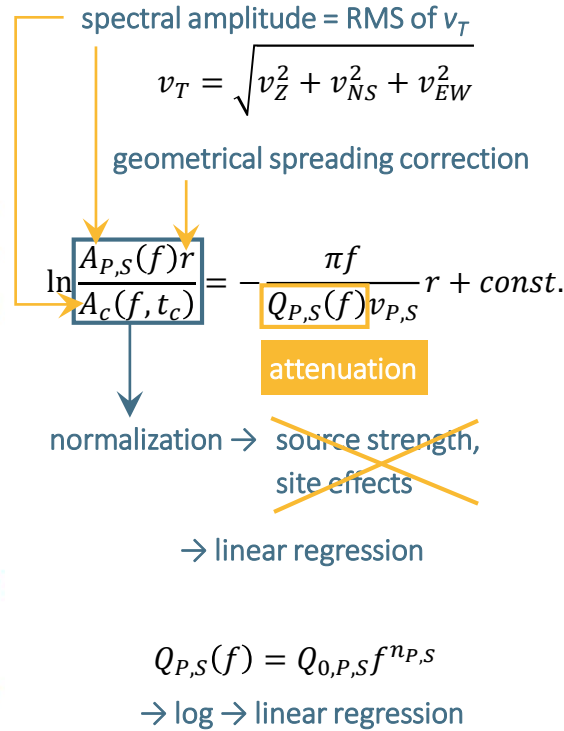 spectral amplitude = RMS of v_T
v_T = √(v_Z^2 + v_NS^2 + v_EW^2)
geometrical spreading correction
ln A_P,S(f)r / A_c(f, t_c) = − πf / Q_P,S(f)v_P,S r + const.
attenuation
normalization → source strength,
site effects
→ linear regression
Q_P,S(f) = Q_0,P,S f^n_P,S
→ log → linear regression